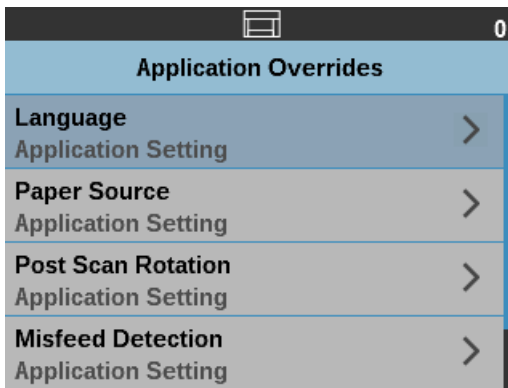 0
Application Overrides
Language
Application Setting
Paper Source
Application Setting
Post Scan Rotation
Application Setting
Misfeed Detection
Application Setting